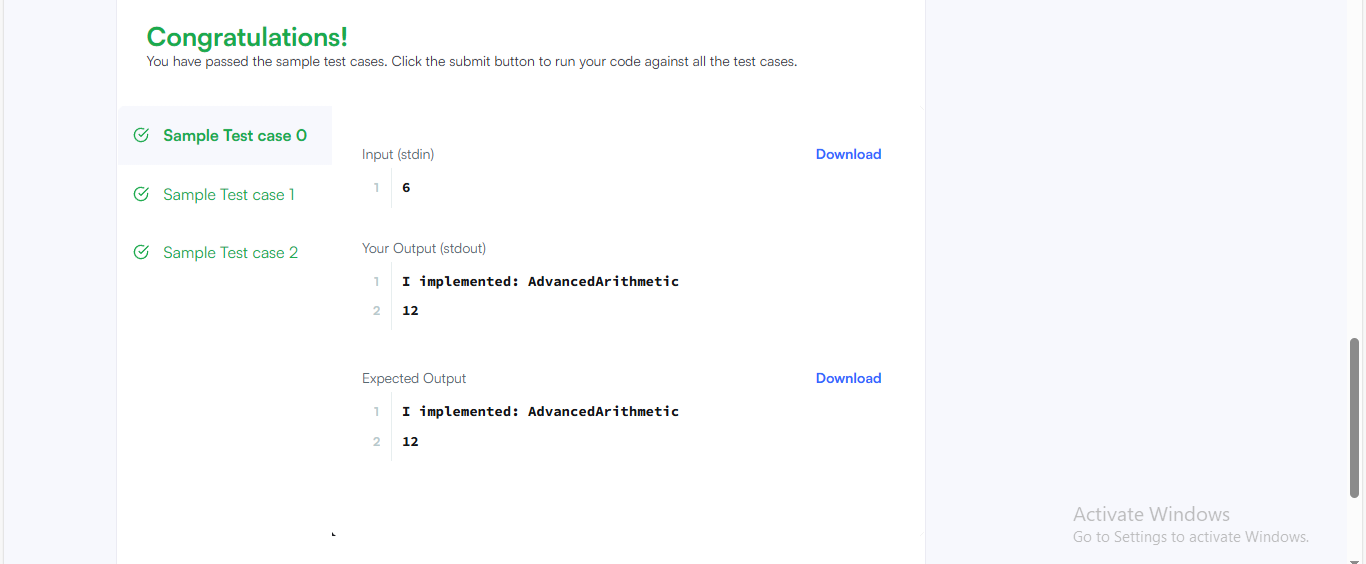 Congratulations!
You have passed the sample test cases. Click the submit button to run your code against all the test cases.
Sample Test case 0
Sample Test case 1
Sample Test case 2
Input (stdin)
Download
1 6
Your Output (stdout)
1 I implemented: AdvancedArithmetic
2 12
Expected Output
Download
1 I implemented: AdvancedArithmetic
2 12
Activate Windows
Go to Settings to activate Windows.